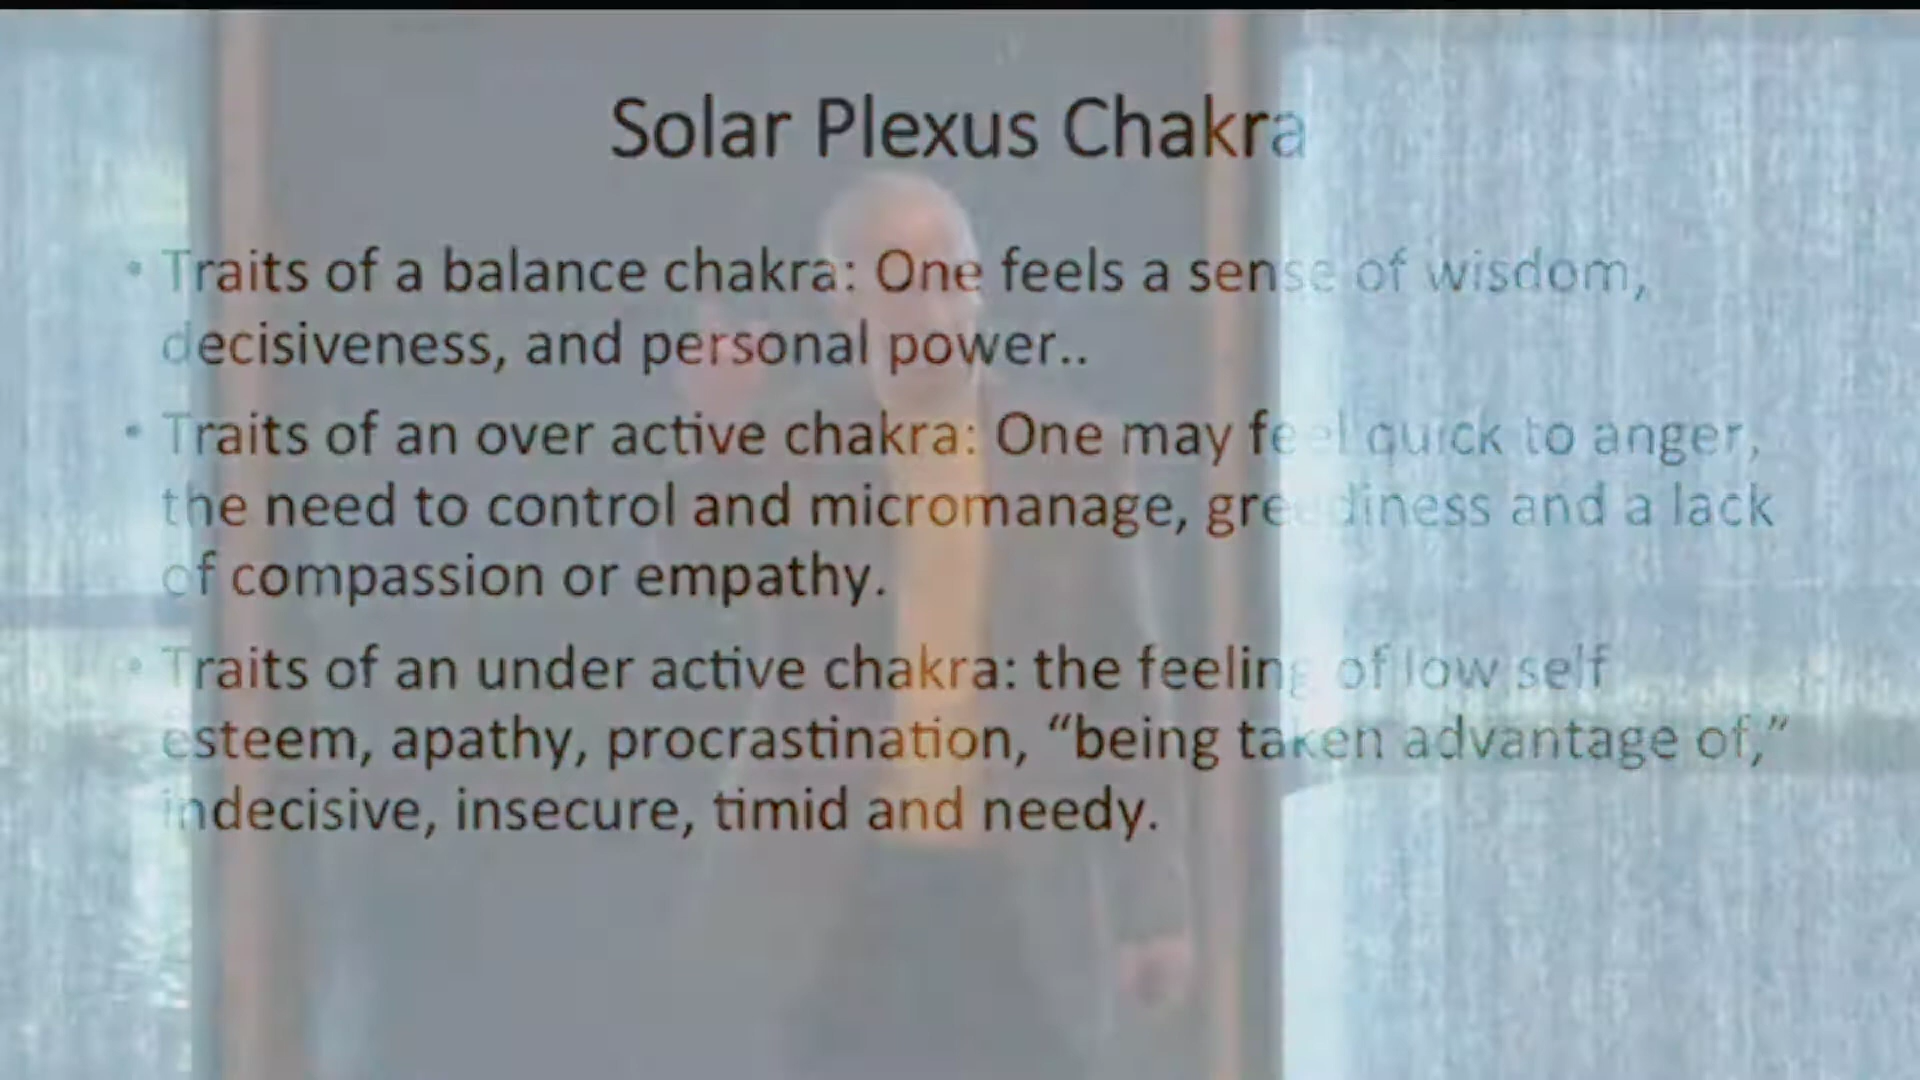 Solar Plexus Chakra
• Traits of a balance chakra: One feels a sense of wisdom,
decisiveness, and personal power..
• Traits of an over active chakra: One may feel quick to anger,
the need to control and micromanage, greediness and a lack
of compassion or empathy.
• Traits of an under active chakra: the feeling of low self
esteem, apathy, procrastination, “being taken advantage of,”
indecisive, insecure, timid and needy.